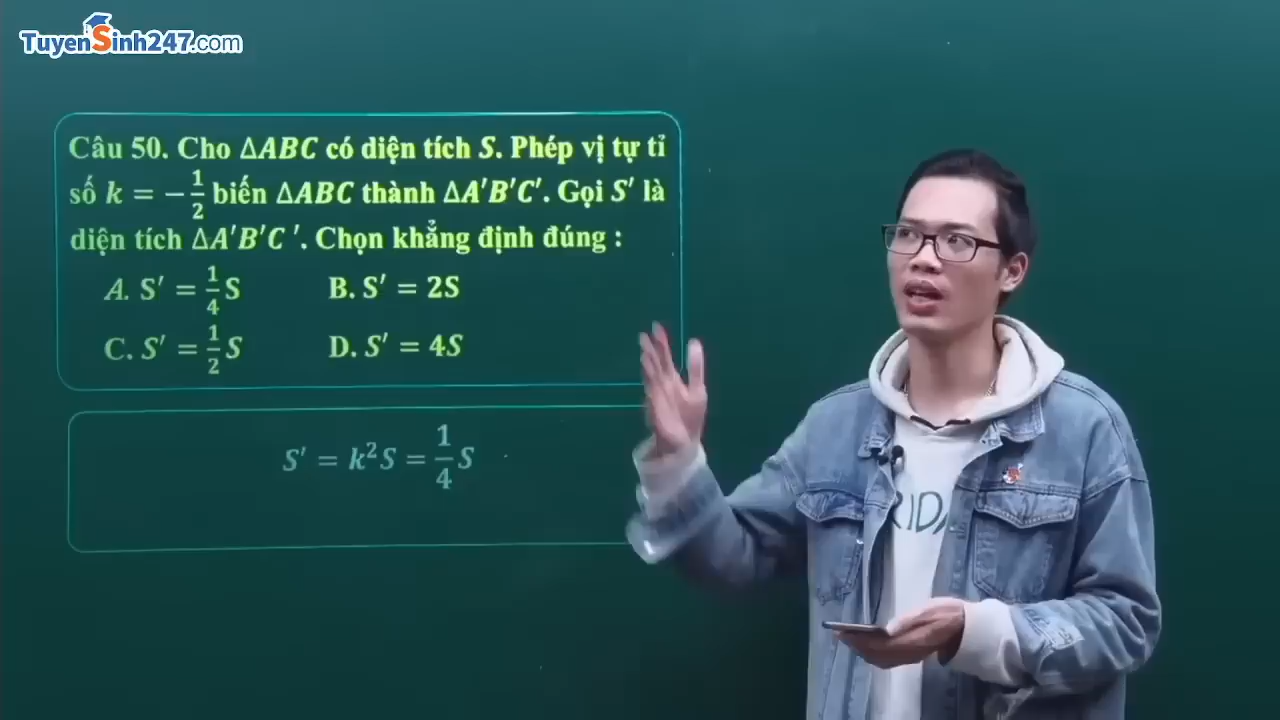 TuyenSinh247.com
Câu 50. Cho ΔABC có diện tích S. Phép vị tự tỉ
số k = −1/2 biến ΔABC thành ΔA'B'C'. Gọi S' là
diện tích ΔA'B'C '. Chọn khẳng định đúng :
A. S' = 1/4 S B. S' = 2S
C. S' = 1/2 S D. S' = 4S
S' = k²S = 1/4 S
RIDA